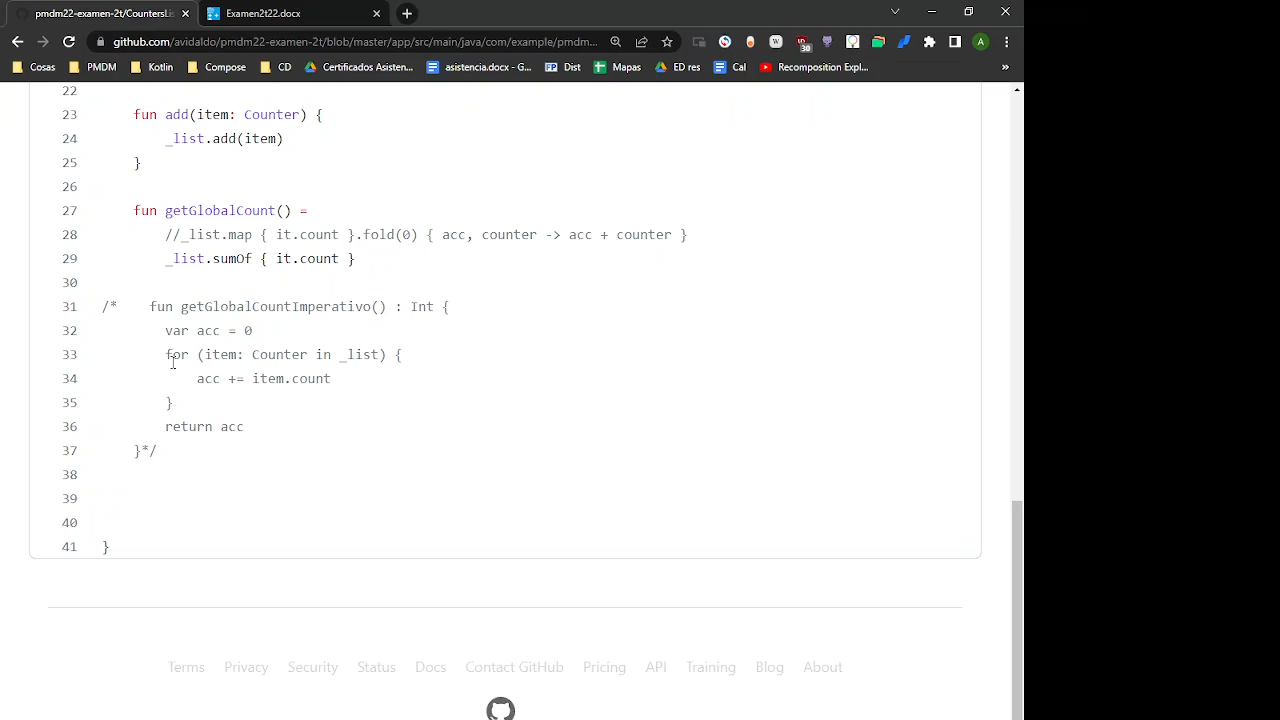 pmdm22-examen-2t/CountersLis
Examen2t22.docx
github.com/avidaldo/pmdm22-examen-2t/blob/master/app/src/main/java/com/example/pmdm...
30
A
Cosas PMDM Kotlin Compose CD Certificados Asisten... asistencia.docx - G... FP Dist Mapas ED res Cal Recomposition Expl... »
22
23 fun add(item: Counter) {
24 _list.add(item)
25 }
26
27 fun getGlobalCount() =
28 //_list.map { it.count }.fold(0) { acc, counter -> acc + counter }
29 _list.sumOf { it.count }
30
31 /* fun getGlobalCountImperativo() : Int {
32 var acc = 0
33 for (item: Counter in _list) {
34 acc += item.count
35 }
36 return acc
37 }*/
38
39
40
41 }
Terms Privacy Security Status Docs Contact GitHub Pricing API Training Blog About